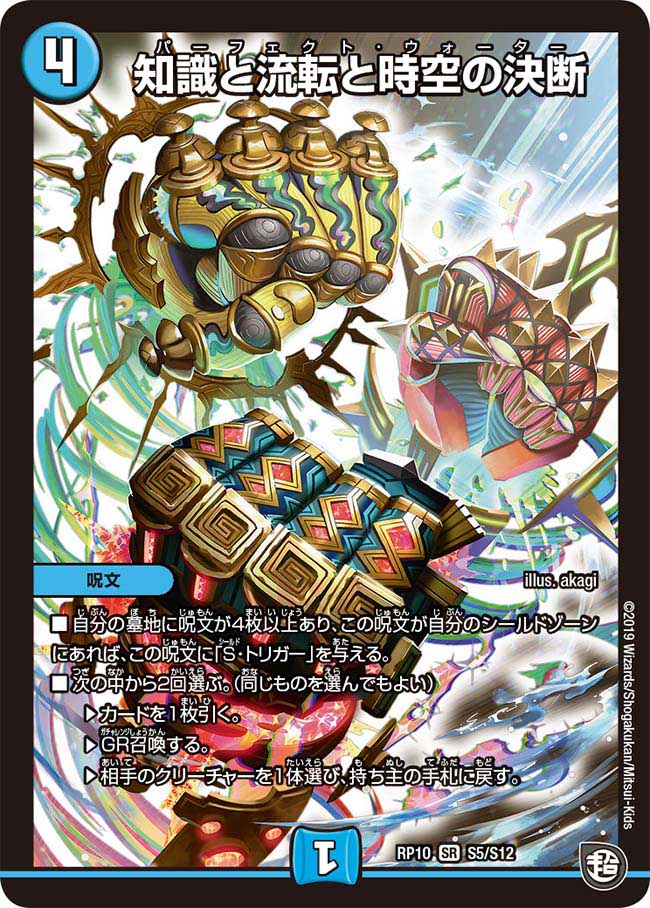 4
パーフェクト・ウォーター
知識と流転と時空の決断
呪文
illus. akagi
■自分の墓地に呪文が4枚以上あり、この呪文が自分のシールドゾーン
にあれば、この呪文に「S・トリガー」を与える。
■次の中から2回選ぶ。(同じものを選んでもよい)
▶カードを1枚引く。
▶GR召喚する。
▶相手のクリーチャーを1体選び、持ち主の手札に戻す。
©2019 Wizards/Shogakukan/Mitsui-Kids
1
RP10 SR S5/S12
超